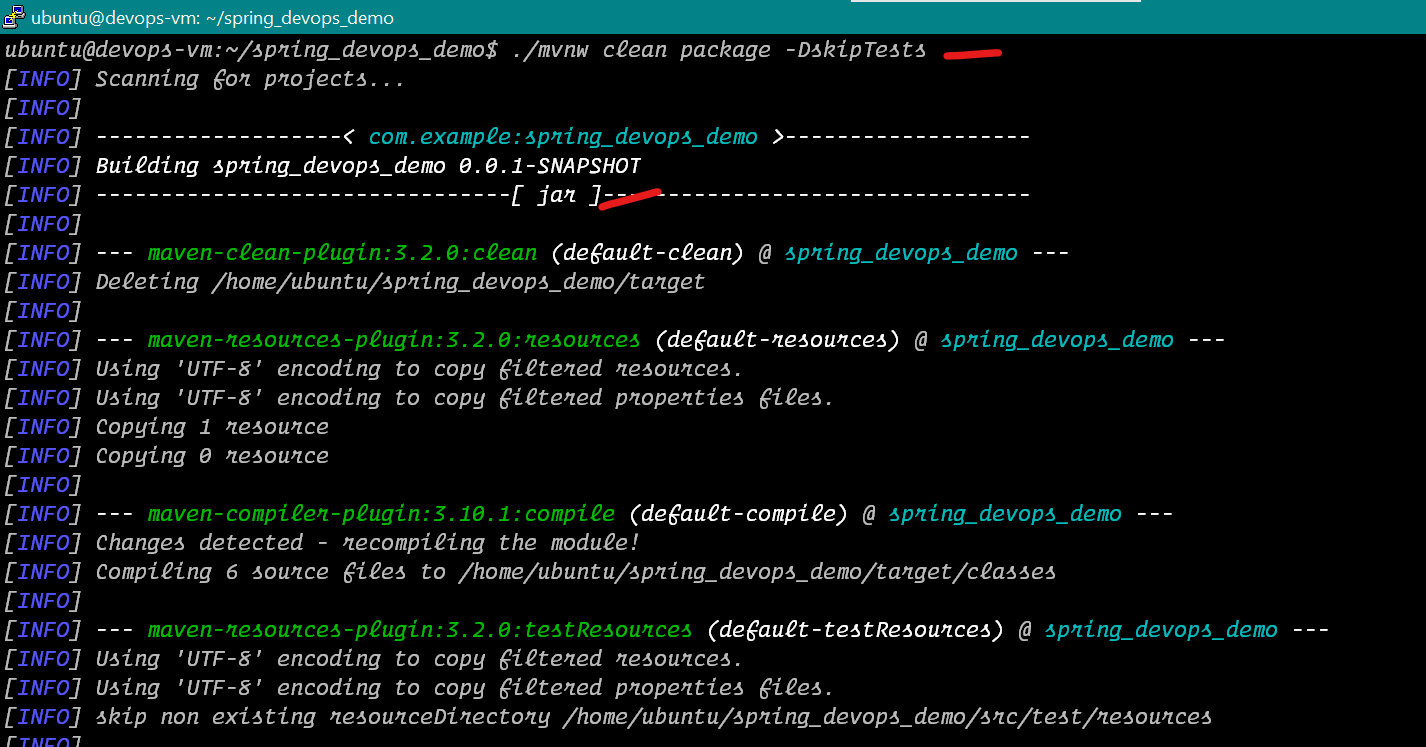 ubuntu@devops-vm: ~/spring_devops_demo
ubuntu@devops-vm:~/spring_devops_demo$ ./mvnw clean package -DskipTests
[INFO] Scanning for projects...
[INFO]
[INFO] -------------------< com.example:spring_devops_demo >-------------------
[INFO] Building spring_devops_demo 0.0.1-SNAPSHOT
[INFO] --------------------------------[ jar ]---------------------------------
[INFO]
[INFO] --- maven-clean-plugin:3.2.0:clean (default-clean) @ spring_devops_demo ---
[INFO] Deleting /home/ubuntu/spring_devops_demo/target
[INFO]
[INFO] --- maven-resources-plugin:3.2.0:resources (default-resources) @ spring_devops_demo ---
[INFO] Using 'UTF-8' encoding to copy filtered resources.
[INFO] Using 'UTF-8' encoding to copy filtered properties files.
[INFO] Copying 1 resource
[INFO] Copying 0 resource
[INFO]
[INFO] --- maven-compiler-plugin:3.10.1:compile (default-compile) @ spring_devops_demo ---
[INFO] Changes detected - recompiling the module!
[INFO] Compiling 6 source files to /home/ubuntu/spring_devops_demo/target/classes
[INFO]
[INFO] --- maven-resources-plugin:3.2.0:testResources (default-testResources) @ spring_devops_demo ---
[INFO] Using 'UTF-8' encoding to copy filtered resources.
[INFO] Using 'UTF-8' encoding to copy filtered properties files.
[INFO] skip non existing resourceDirectory /home/ubuntu/spring_devops_demo/src/test/resources
[INFO]